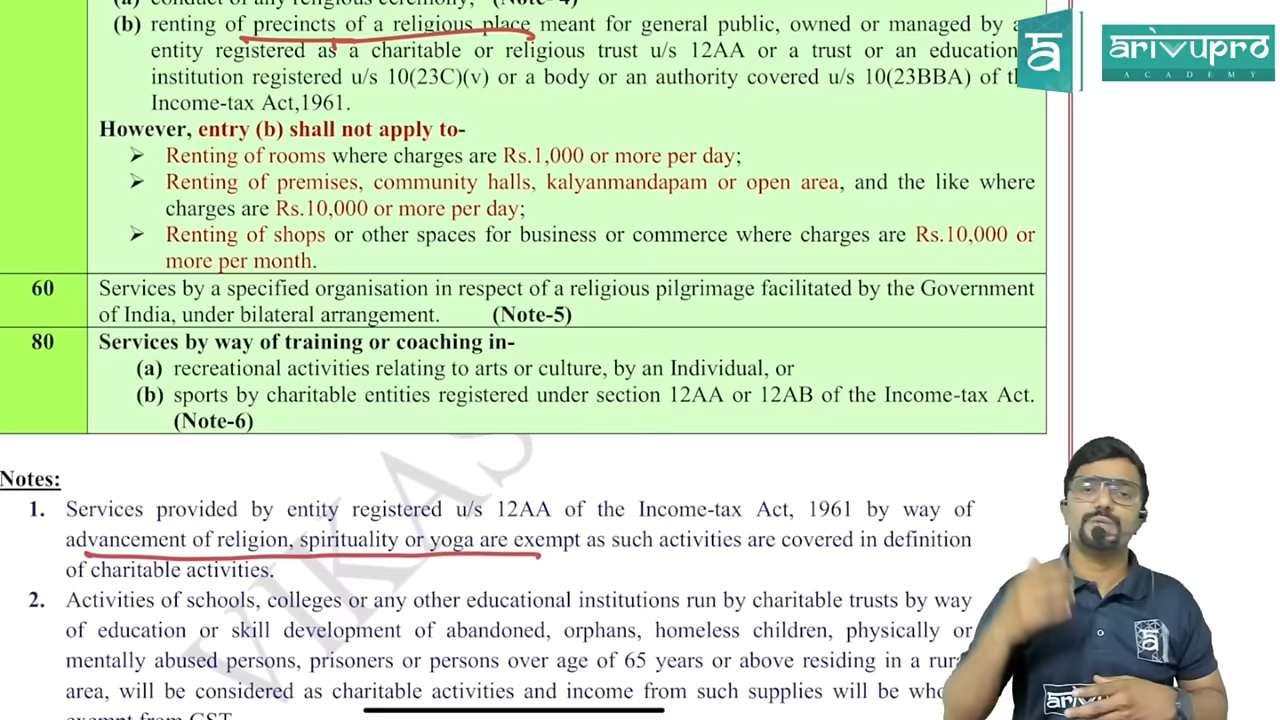 (a) conduct of any religious ceremony; (Note-4)
(b) renting of precincts of a religious place meant for general public, owned or managed by
entity registered as a charitable or religious trust u/s 12AA or a trust or an education
institution registered u/s 10(23C)(v) or a body or an authority covered u/s 10(23BBA) of
Income-tax Act,1961.
However, entry (b) shall not apply to-
➢ Renting of rooms where charges are Rs.1,000 or more per day;
➢ Renting of premises, community halls, kalyanmandapam or open area, and the like where
charges are Rs.10,000 or more per day;
➢ Renting of shops or other spaces for business or commerce where charges are Rs.10,000 or
more per month.
60 Services by a specified organisation in respect of a religious pilgrimage facilitated by the Government
of India, under bilateral arrangement. (Note-5)
80 Services by way of training or coaching in-
(a) recreational activities relating to arts or culture, by an Individual, or
(b) sports by charitable entities registered under section 12AA or 12AB of the Income-tax Act.
(Note-6)
Notes:
1. Services provided by entity registered u/s 12AA of the Income-tax Act, 1961 by way of
advancement of religion, spirituality or yoga are exempt as such activities are covered in definition
of charitable activities.
2. Activities of schools, colleges or any other educational institutions run by charitable trusts by way
of education or skill development of abandoned, orphans, homeless children, physically or
mentally abused persons, prisoners or persons over age of 65 years or above residing in a
area, will be considered as charitable activities and income from such supplies will be
exempt from GST
VIKAS
arivupro
ACADEMY